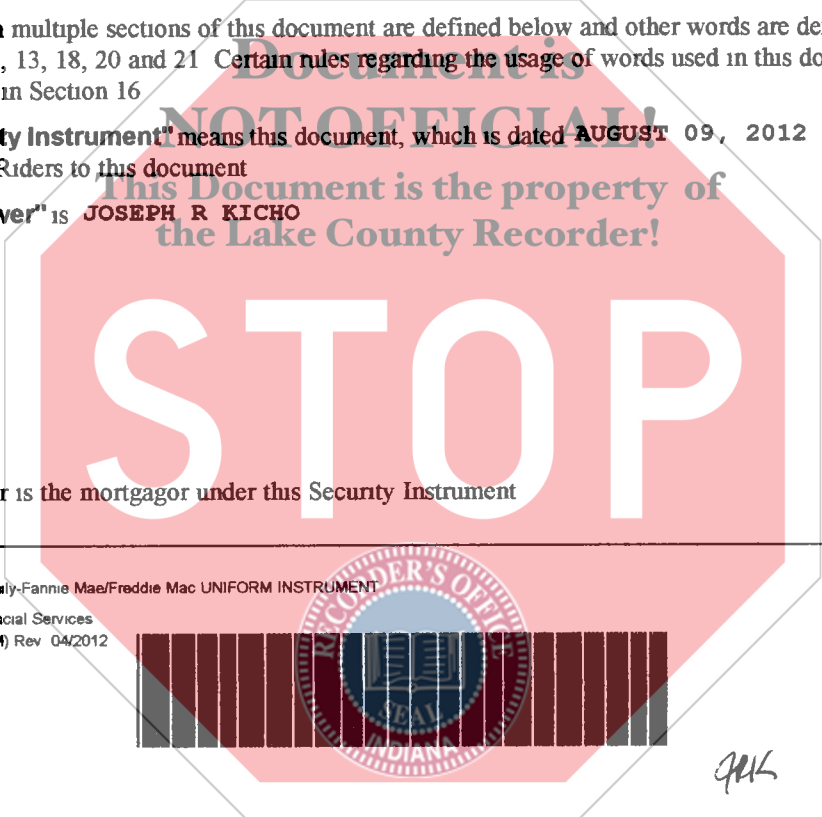 multiple sections of this document are defined below and other words are de
, 13, 18, 20 and 21 Certain rules regarding the usage of words used in this do
in Section 16
Document is
NOT OFFICIAL!
This Document is the property of
the Lake County Recorder!
ty Instrument" means this document, which is dated AUGUST 09, 2012
Riders to this document
wer" is JOSEPH R KICHO
STOP
r is the mortgagor under this Security Instrument
ly-Fannie Mae/Freddie Mac UNIFORM INSTRUMENT
cial Services
) Rev 04/2012
RECORDER'S OFFICE
SEAL
INDIANA
JRK